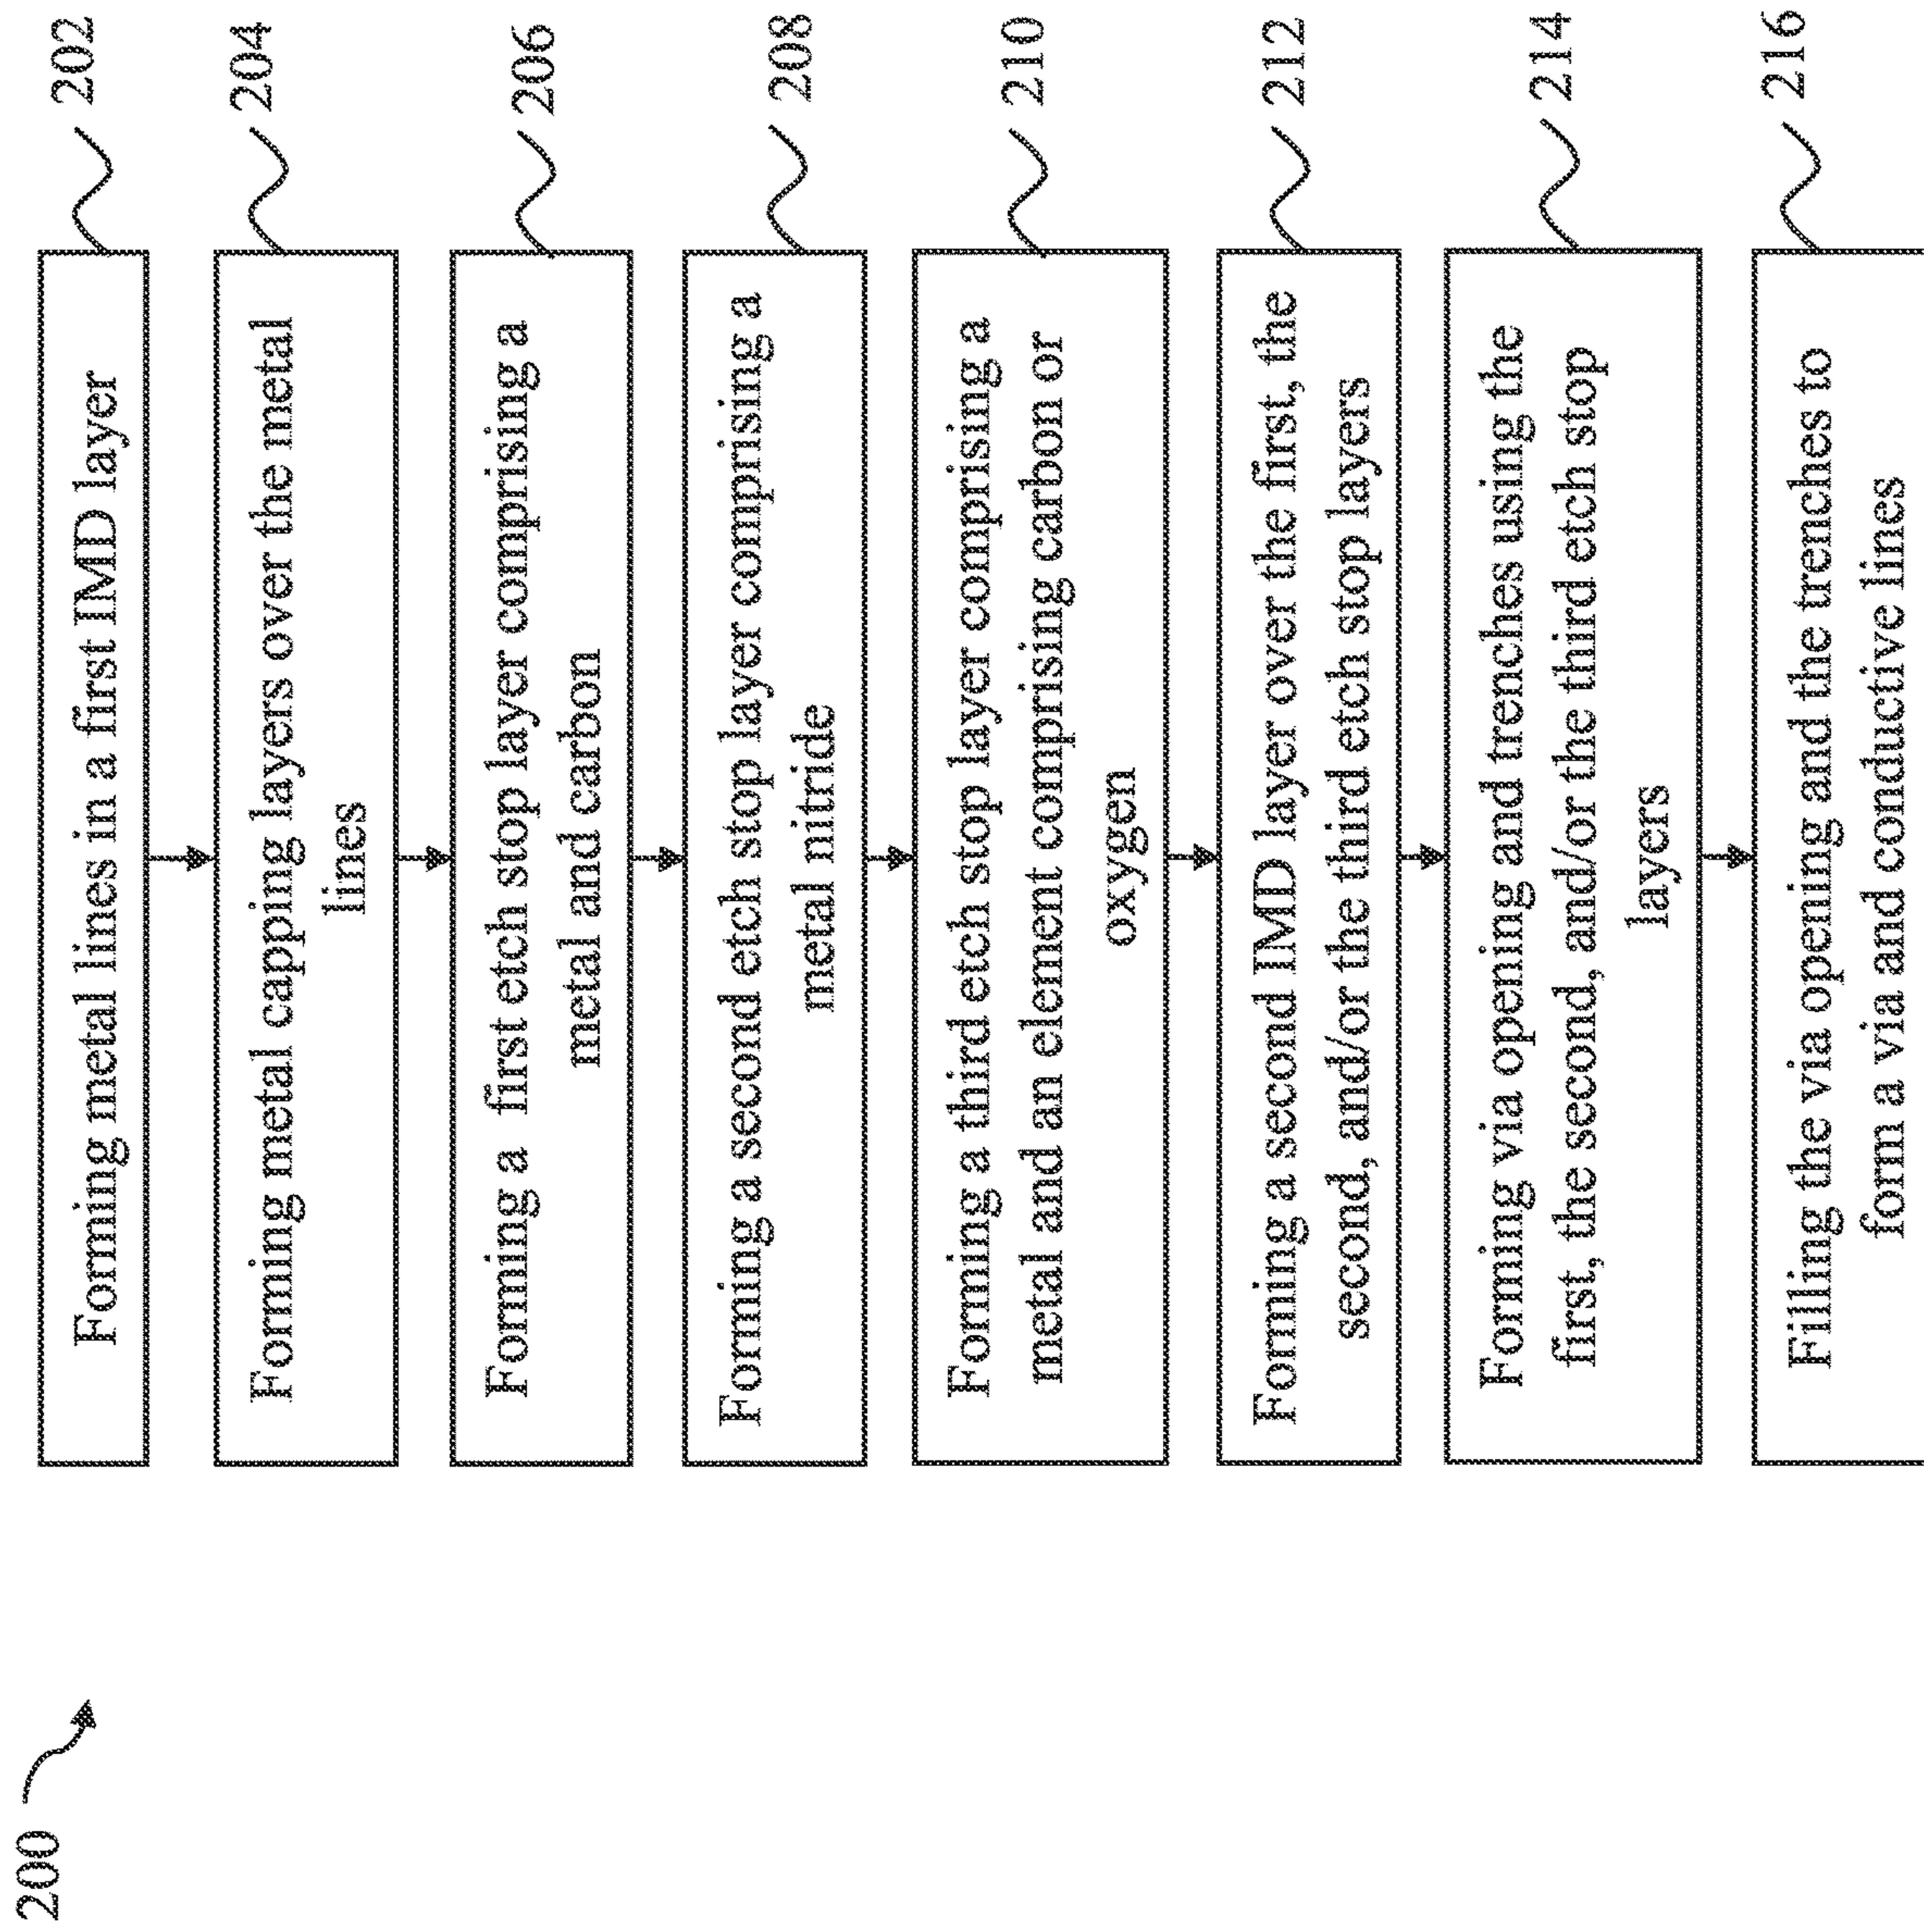 200
Forming metal lines in a first IMD layer
202
Forming metal capping layers over the metal
lines
204
Forming a first etch stop layer comprising a
metal and carbon
206
Forming a second etch stop layer comprising a
metal nitride
208
Forming a third etch stop layer comprising a
metal and an element comprising carbon or
oxygen
210
Forming a second IMD layer over the first, the
second, and/or the third etch stop layers
212
Forming via opening and trenches using the
first, the second, and/or the third etch stop
layers
214
Filling the via opening and the trenches to
form a via and conductive lines
216